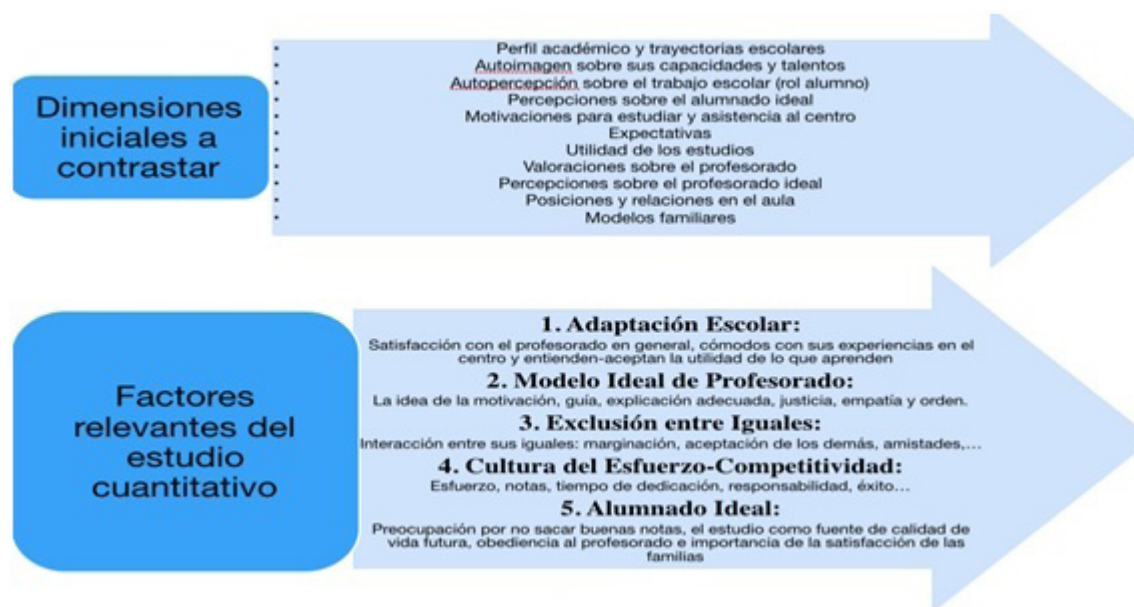 Dimensiones
iniciales a
contrastar
Perfil académico y trayectorias escolares
Autoimagen sobre sus capacidades y talentos
Autopercepción sobre el trabajo escolar (rol alumno)
Percepciones sobre el alumnado ideal
Motivaciones para estudiar y asistencia al centro
Expectativas
Utilidad de los estudios
Valoraciones sobre el profesorado
Percepciones sobre el profesorado ideal
Posiciones y relaciones en el aula
Modelos familiares
Factores
relevantes del
estudio
cuantitativo
1. Adaptación Escolar:
Satisfacción con el profesorado en general, cómodos con sus experiencias en el
centro y entienden-aceptan la utilidad de lo que aprenden
2. Modelo Ideal de Profesorado:
La idea de la motivación, guía, explicación adecuada, justicia, empatía y orden.
3. Exclusión entre Iguales:
Interacción entre sus iguales: marginación, aceptación de los demás, amistades,...
4. Cultura del Esfuerzo-Competitividad:
Esfuerzo, notas, tiempo de dedicación, responsabilidad, éxito...
5. Alumnado Ideal:
Preocupación por no sacar buenas notas, el estudio como fuente de calidad de
vida futura, obediencia al profesorado e importancia de la satisfacción de las
familias